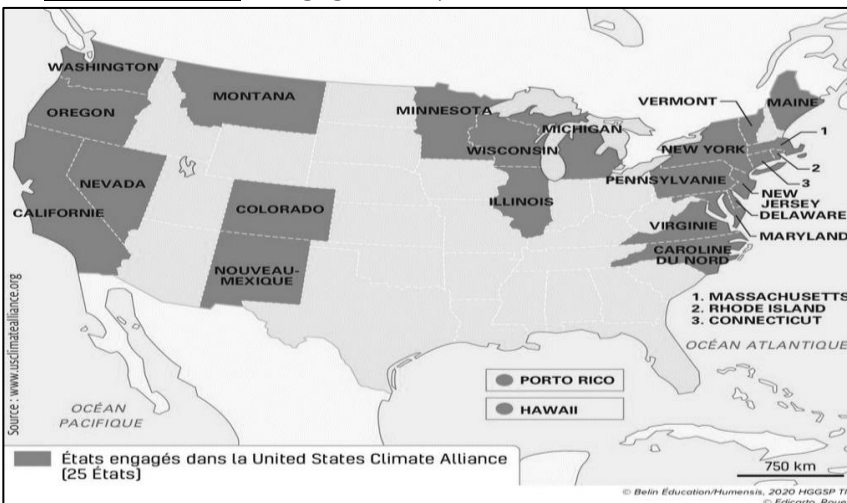 WASHINGTON
MONTANA
OREGON
MINNESOTA
MICHIGAN
WISCONSIN
VERMONT
MAINE
1
2
3
NEW YORK
NEVADA
PENNSYLVANIE
NEW
JERSEY
DELAWARE
MARYLAND
CALIFORNIE
COLORADO
ILLINOIS
VIRGINIE
CAROLINE
DU NORD
NOUVEAU-
MEXIQUE
1. MASSACHUSETTS
2. RHODE ISLAND
3. CONNECTICUT
OCÉAN ATLANTIQUE
PORTO RICO
HAWAII
OCÉAN
PACIFIQUE
Source : www.usclimatealliance.org
États engagés dans la United States Climate Alliance
(25 États)
750 km
© Belin Éducation/Humensis, 2020 HGGSP